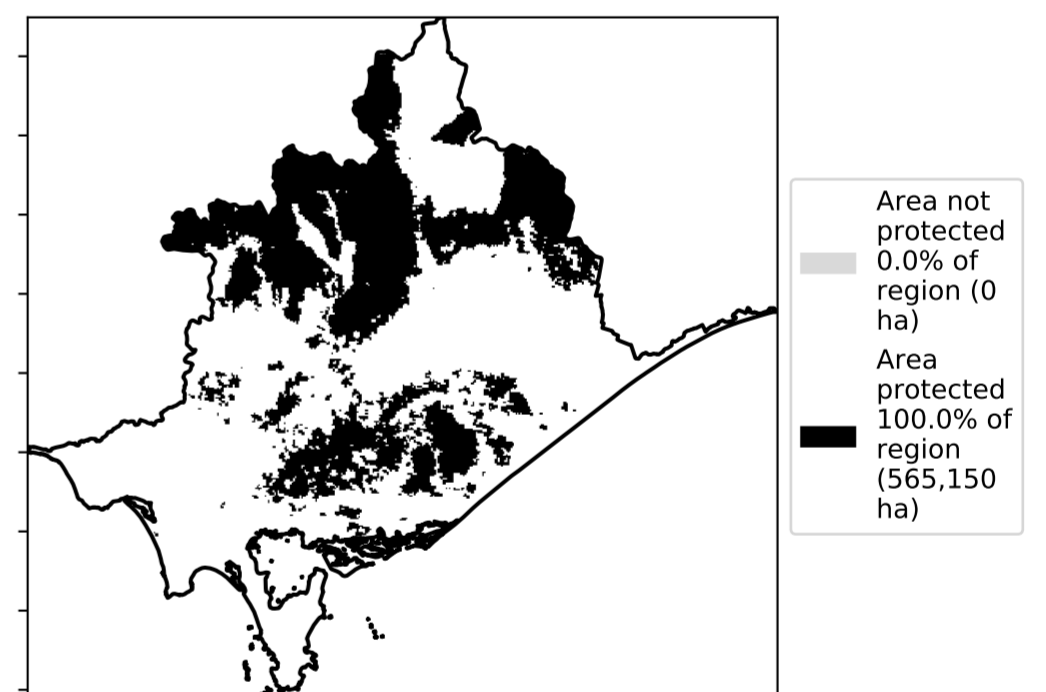 Area not
protected
0.0% of
region (0
ha)
Area
protected
100.0% of
region
(565,150
ha)